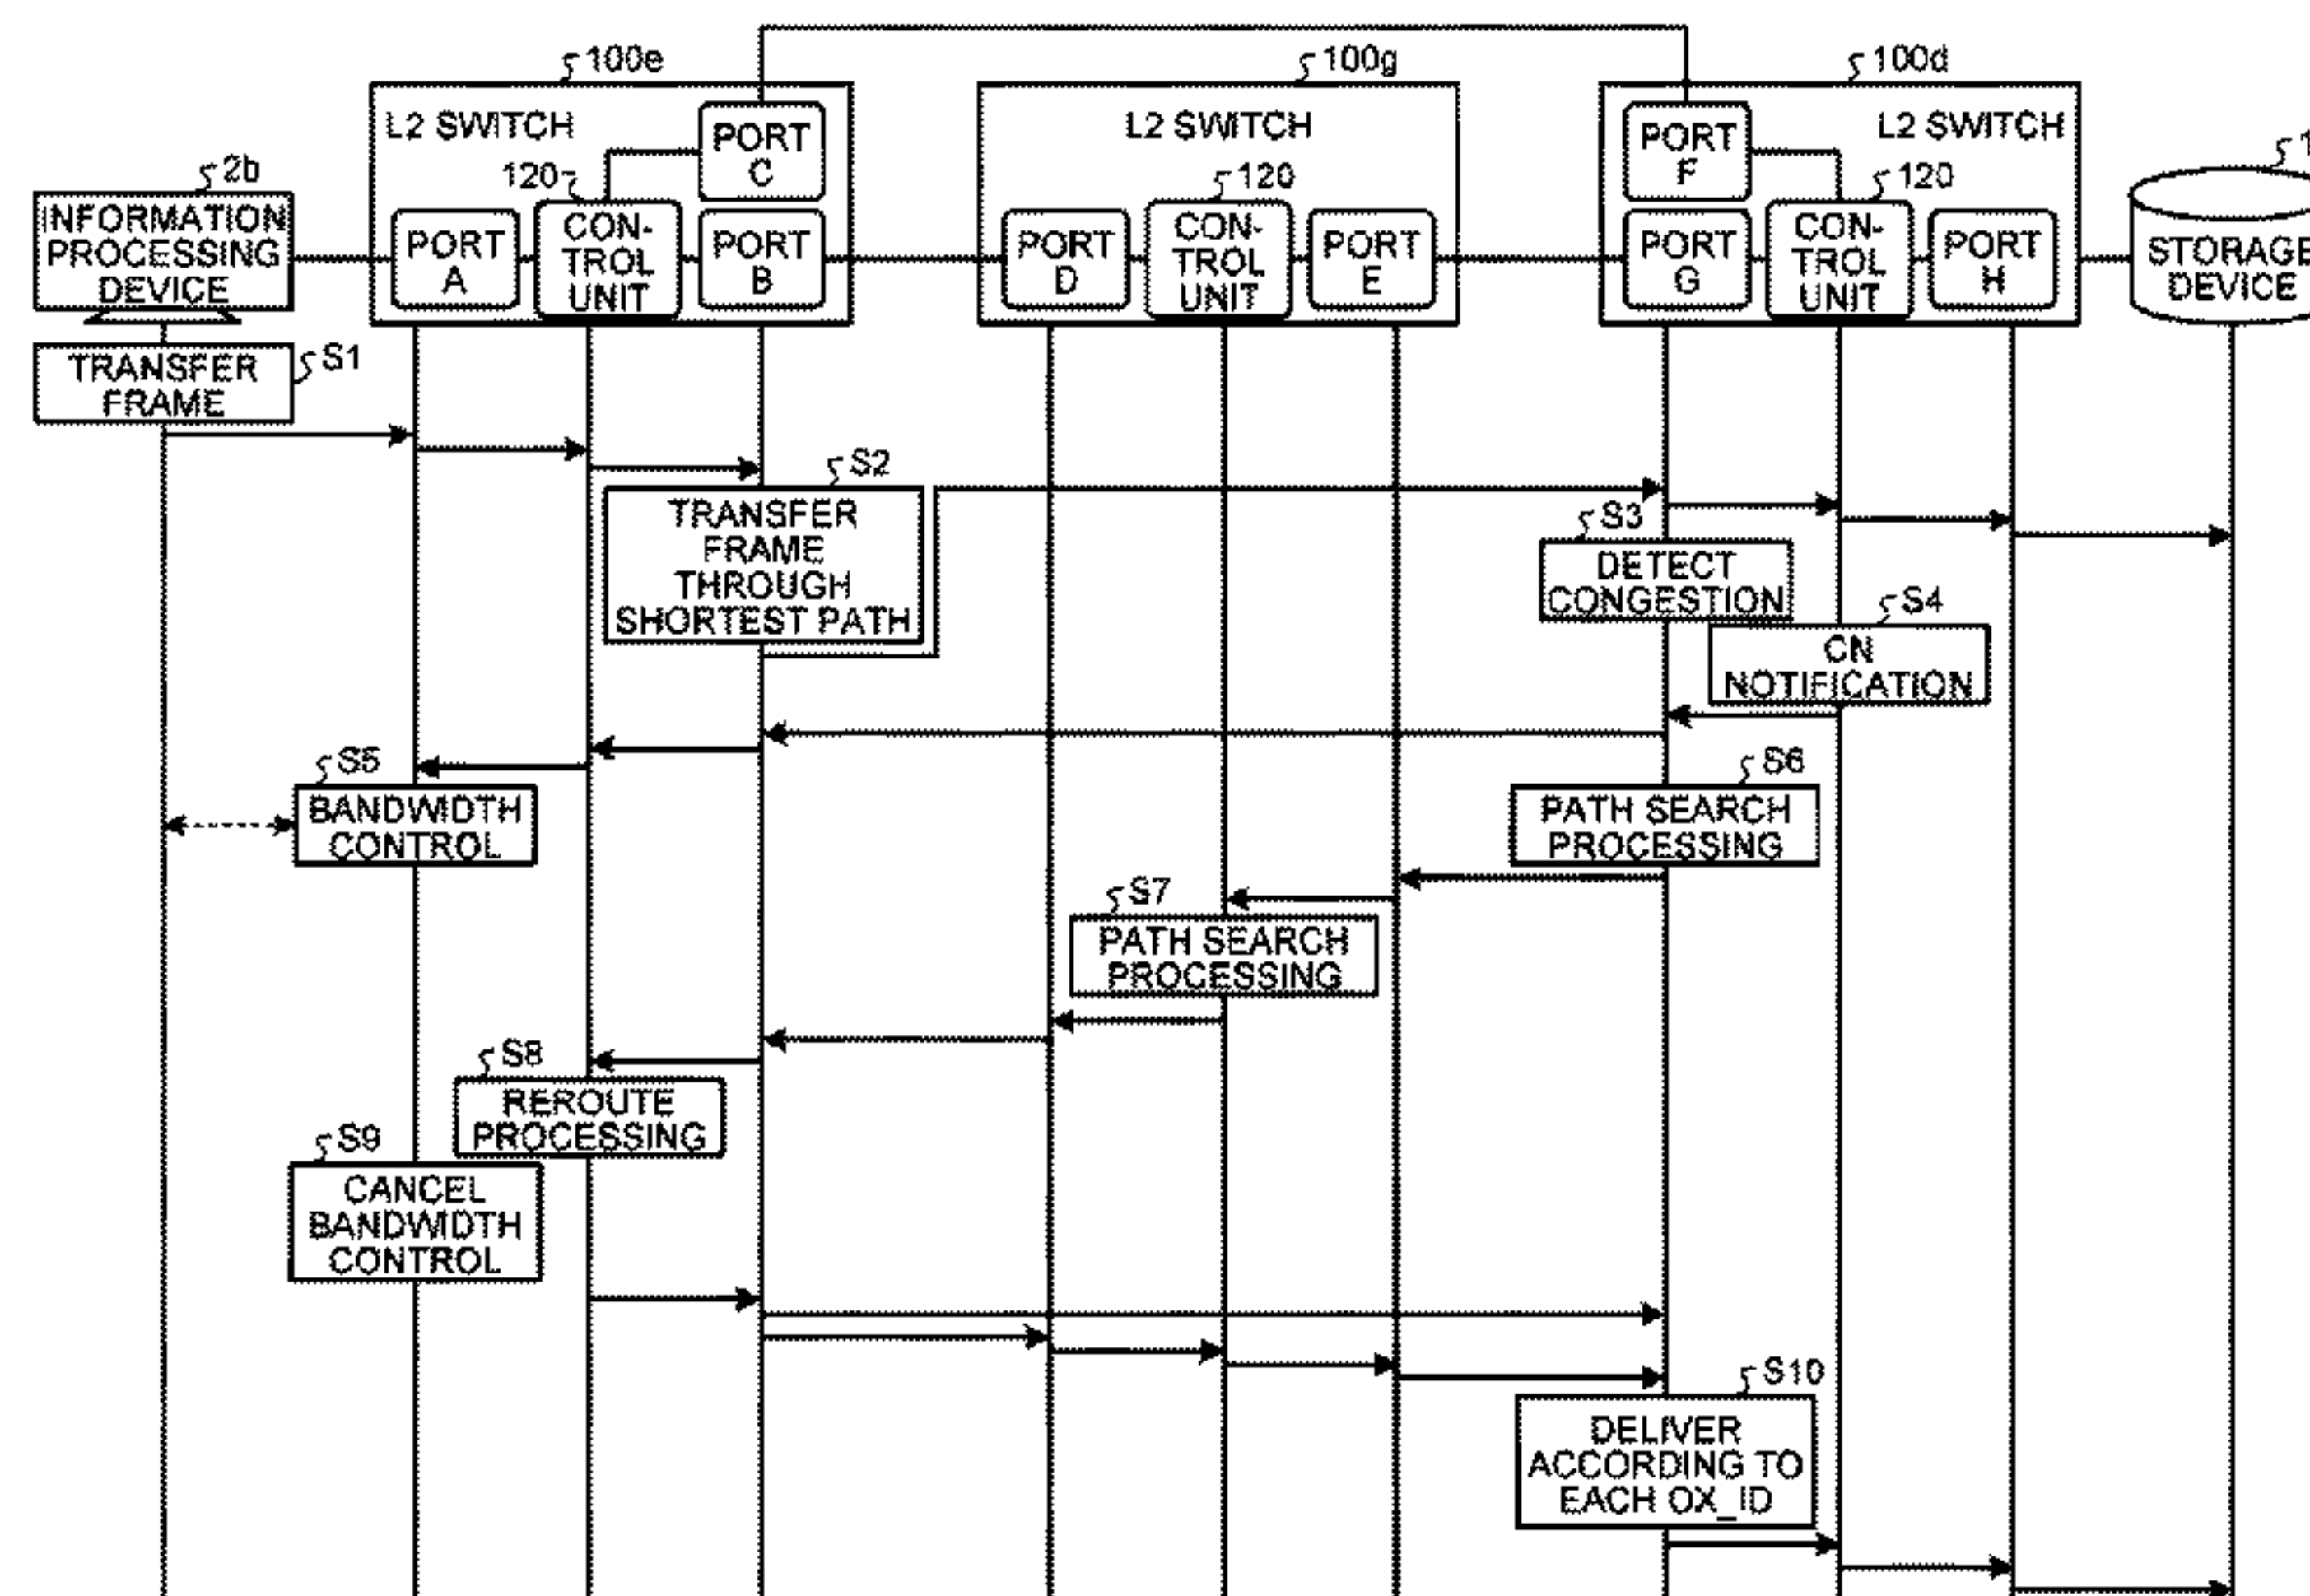 100e
100g
100d
L2 SWITCH
PORT
C
L2 SWITCH
PORT
F
L2 SWITCH
2b
120
120
120
INFORMATION
PROCESSING
DEVICE
PORT
A
CON-
TROL
UNIT
PORT
B
PORT
D
CON-
TROL
UNIT
PORT
E
PORT
G
CON-
TROL
UNIT
PORT
H
1
STORAGE
DEVICE
S1
TRANSFER
FRAME
S2
TRANSFER
FRAME
THROUGH
SHORTEST PATH
S3
DETECT
CONGESTION
S4
CN
NOTIFICATION
S5
BANDWIDTH
CONTROL
S6
PATH SEARCH
PROCESSING
S7
PATH SEARCH
PROCESSING
S8
REROUTE
PROCESSING
S9
CANCEL
BANDWIDTH
CONTROL
S10
DELIVER
ACCORDING TO
EACH OX_ID